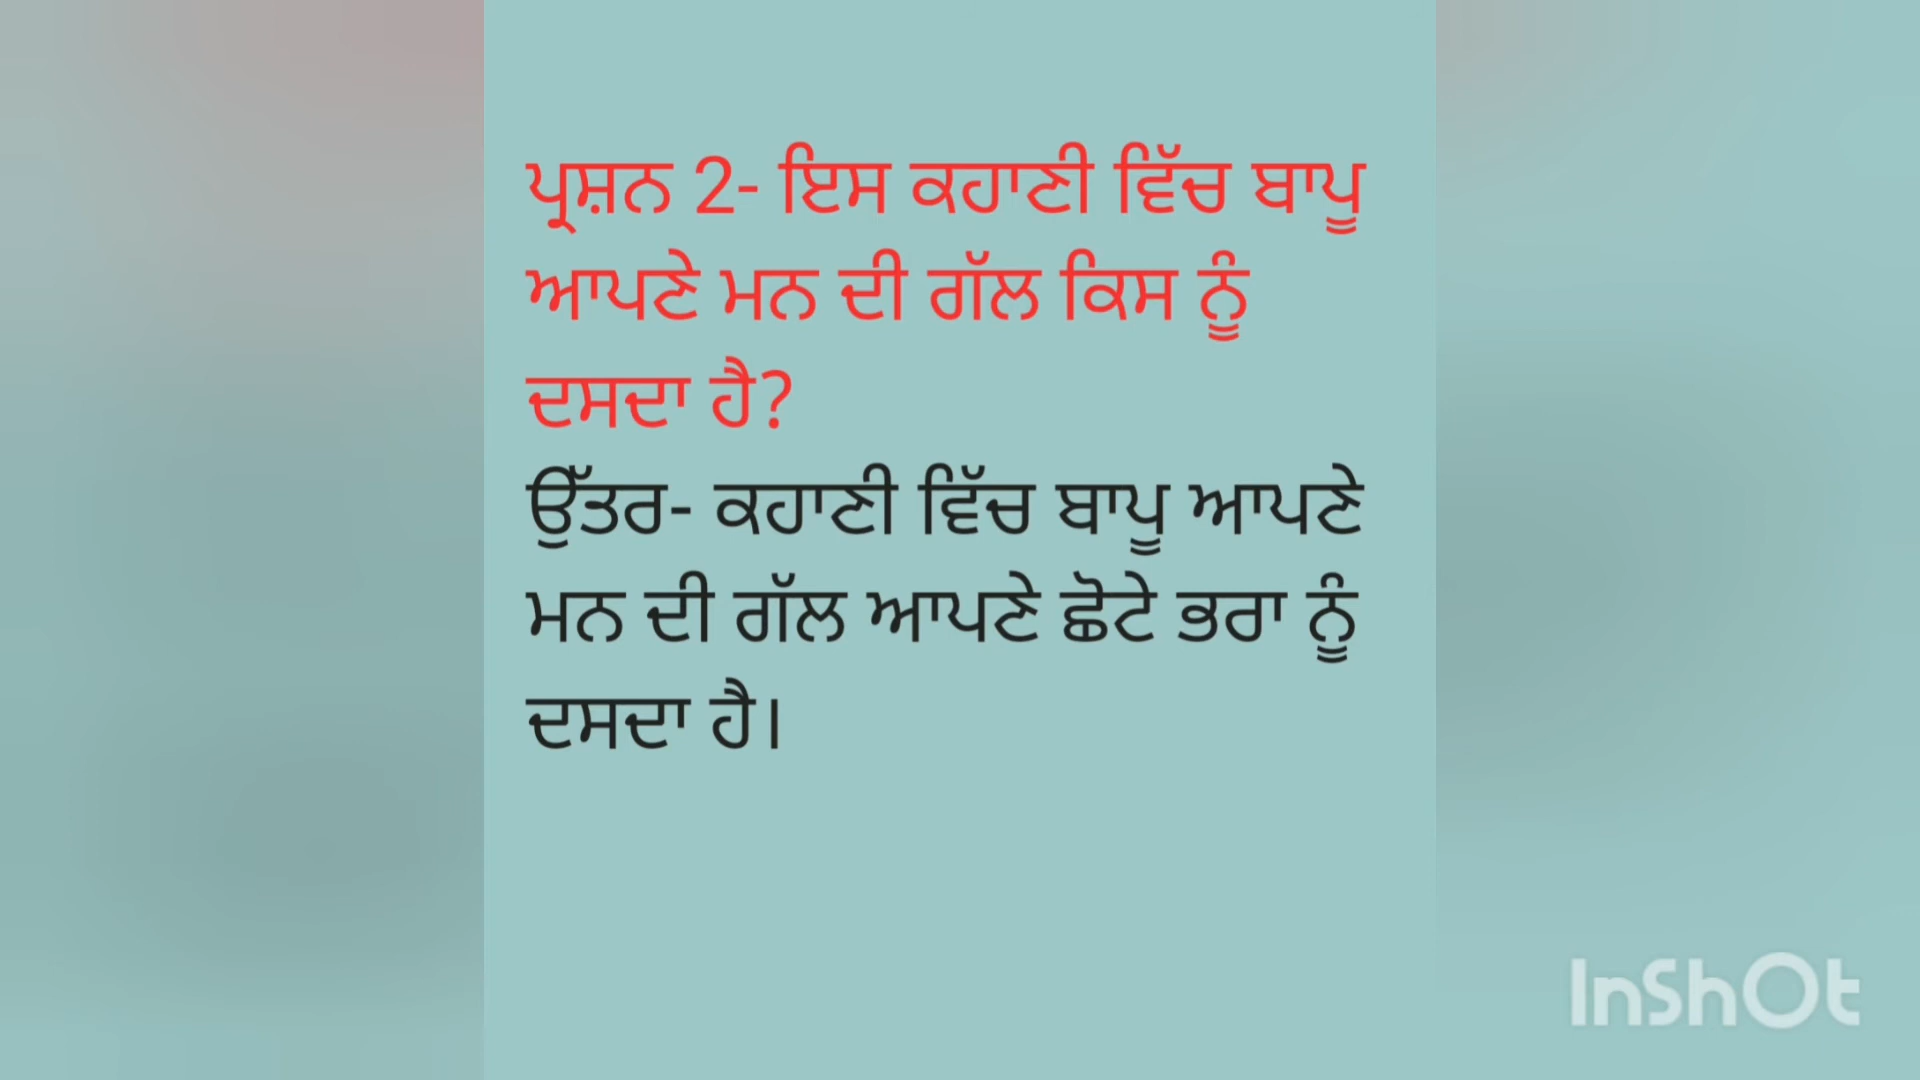 ਪ੍ਰਸ਼ਨ 2- ਇਸ ਕਹਾਣੀ ਵਿੱਚ ਬਾਪੂ
ਆਪਣੇ ਮਨ ਦੀ ਗੱਲ ਕਿਸ ਨੂੰ
ਦਸਦਾ ਹੈ?
ਉੱਤਰ- ਕਹਾਣੀ ਵਿੱਚ ਬਾਪੂ ਆਪਣੇ
ਮਨ ਦੀ ਗੱਲ ਆਪਣੇ ਛੋਟੇ ਭਰਾ ਨੂੰ
ਦਸਦਾ ਹੈ।
InShOt